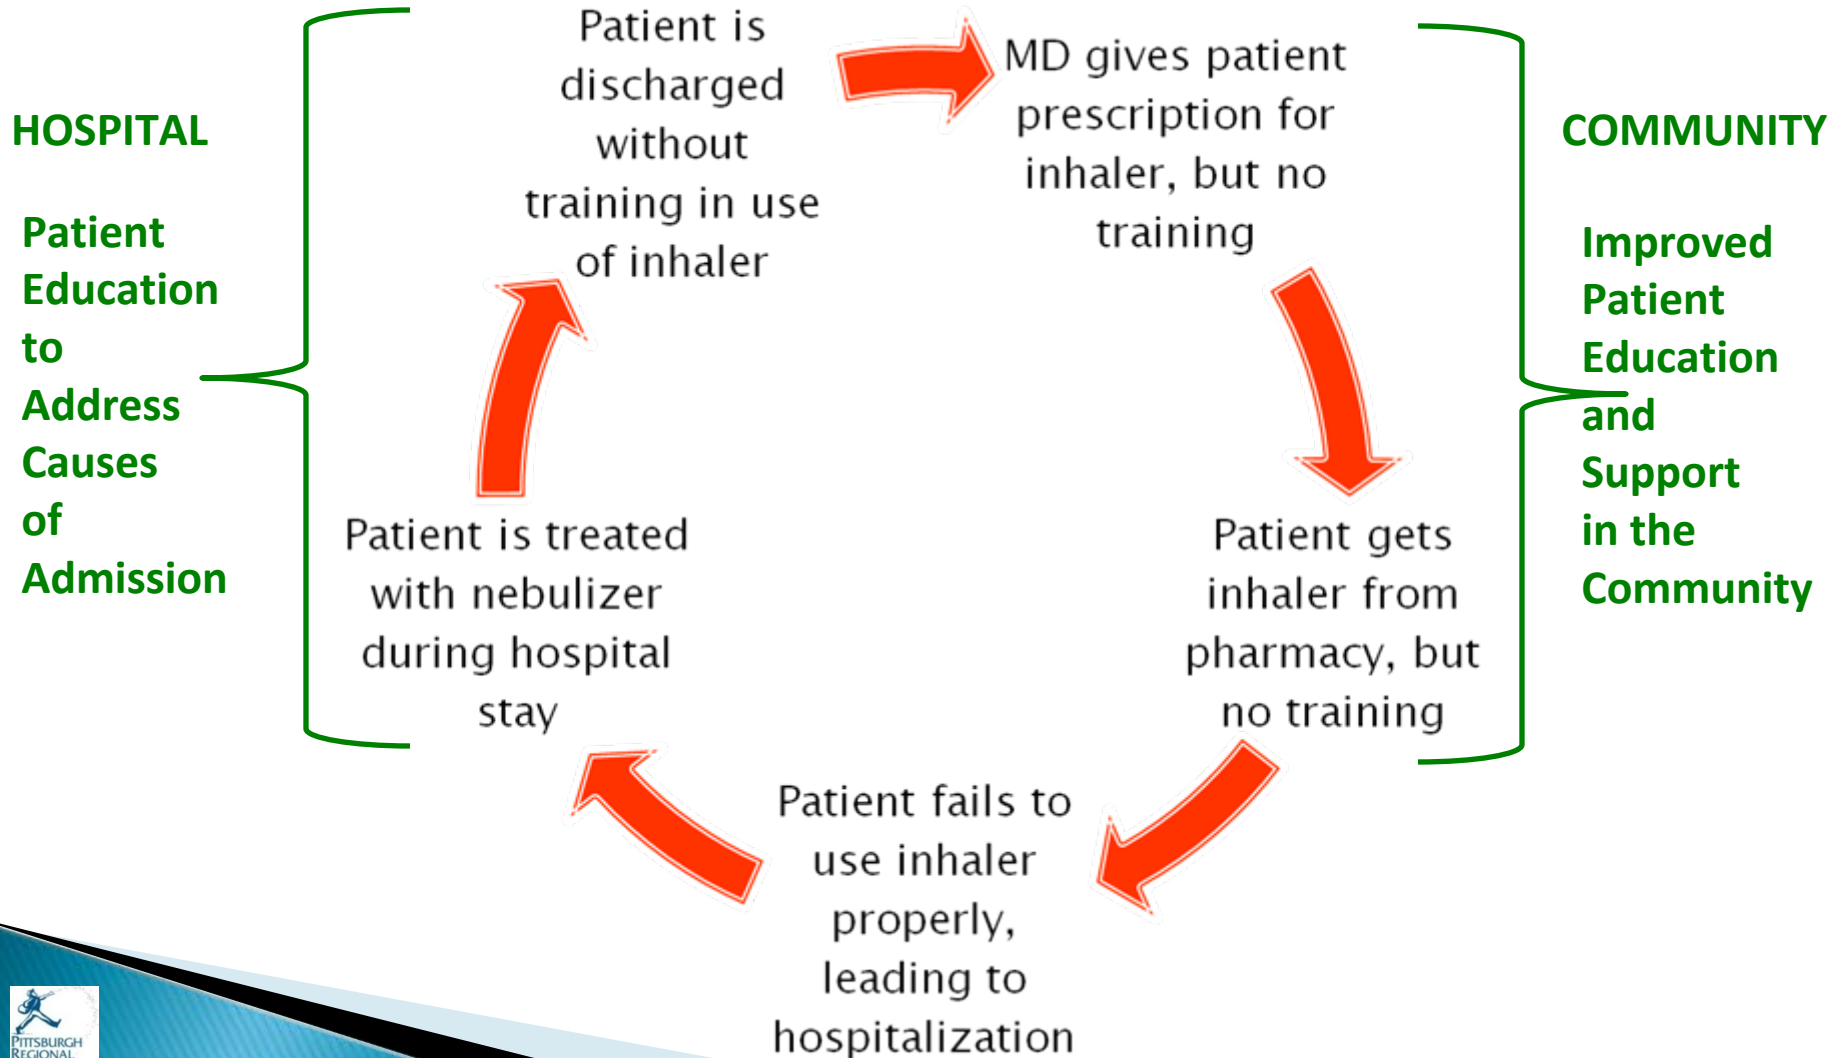 HOSPITAL
Patient
Education
to
Address
Causes
of
Admission
Patient is
discharged
without
training in use
of inhaler
MD gives patient
prescription for
inhaler, but no
training
Patient gets
inhaler from
pharmacy, but
no training
Patient fails to
use inhaler
properly,
leading to
hospitalization
Patient is treated
with nebulizer
during hospital
stay
COMMUNITY
Improved
Patient
Education
and
Support
in the
Community
PITTSBURGH
REGIONAL